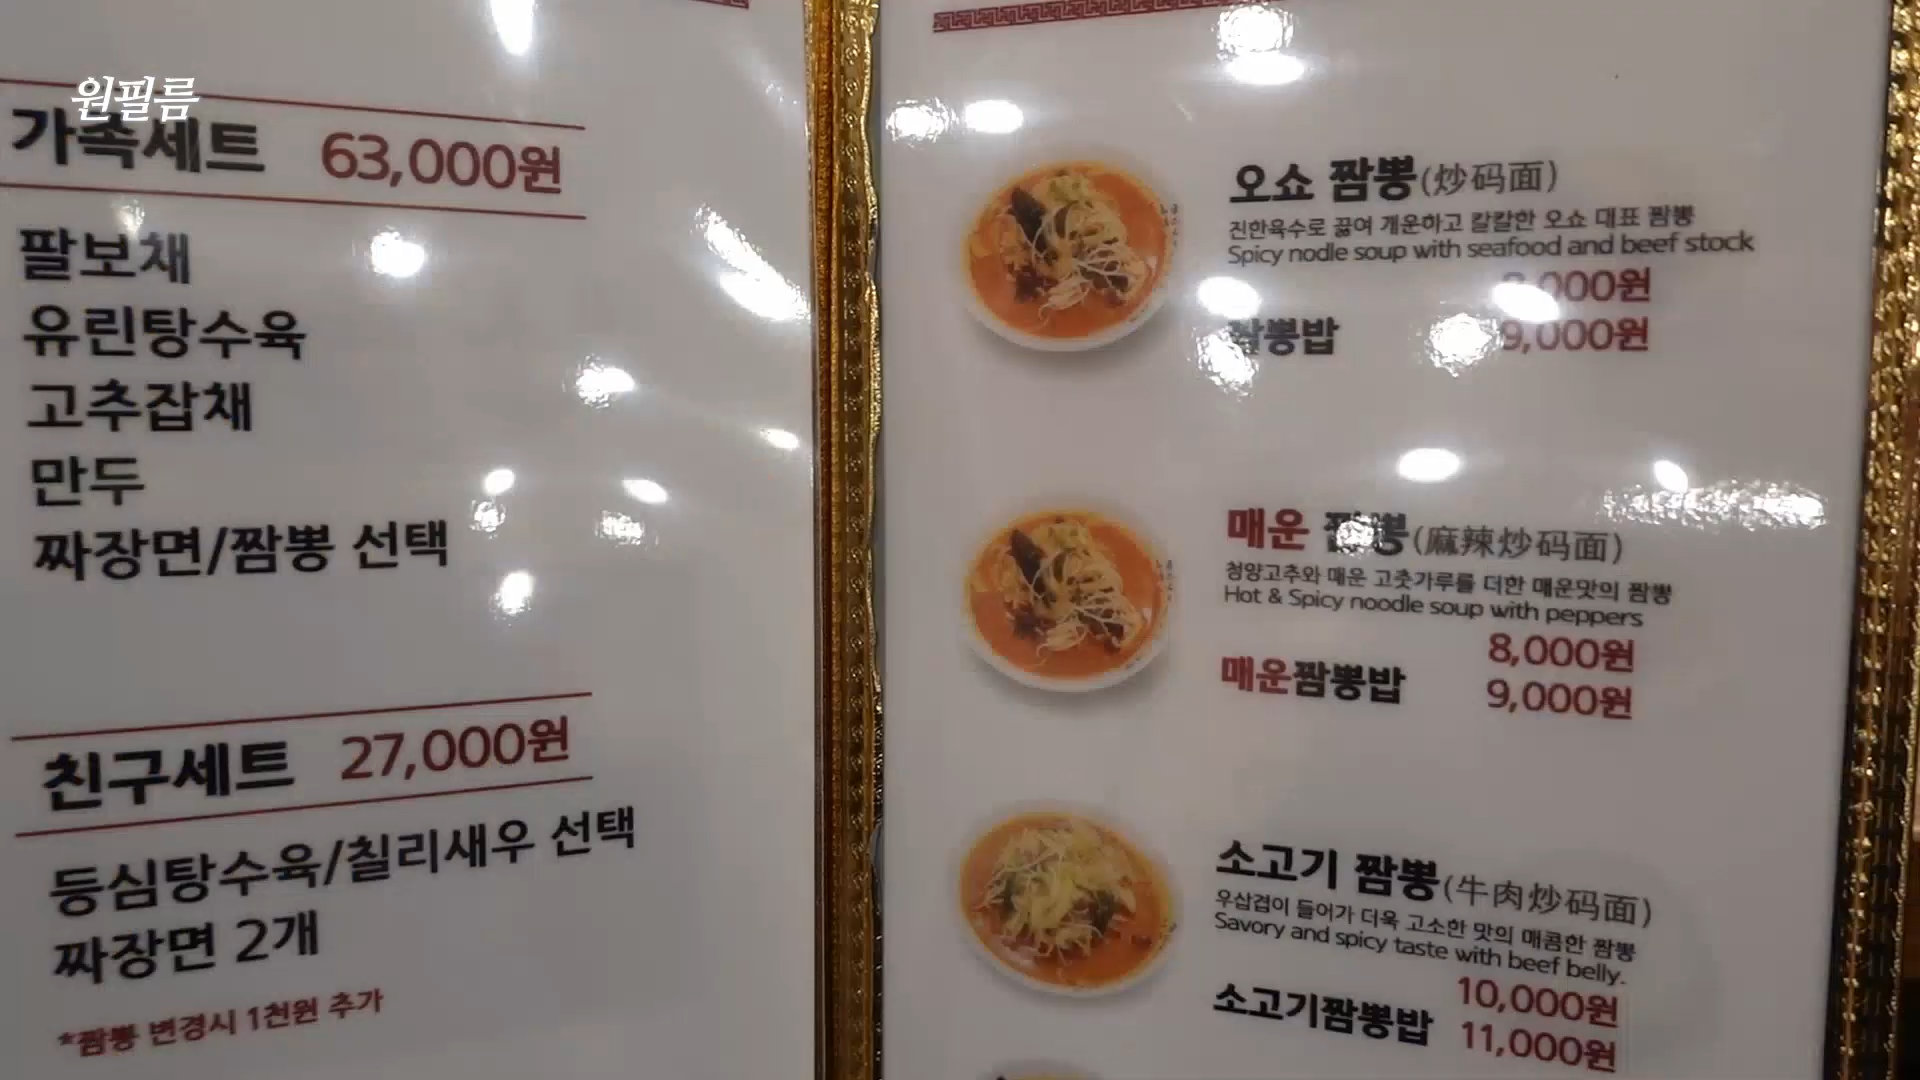 원필름
가족세트 63,000원
팔보채
유린탕수육
고추잡채
만두
짜장면/짬뽕 선택
친구세트 27,000원
등심탕수육/칠리새우 선택
짜장면 2개
*짬뽕 변경시 1천원 추가
오쇼 짬뽕(炒码面)
진한육수로 끓여 개운하고 칼칼한 오쇼 대표 짬뽕
Spicy nodle soup with seafood and beef stock
짬뽕밥 9,000원
매운 짬뽕(麻辣炒码面)
청양고추와 매운 고춧가루를 더한 매운맛의 짬뽕
Hot & Spicy noodle soup with peppers
8,000원
매운짬뽕밥 9,000원
소고기 짬뽕(牛肉炒码面)
우삼겹이 들어가 더욱 고소한 맛의 매콤한 짬뽕
Savory and spicy taste with beef belly.
10,000원
소고기짬뽕밥 11,000원